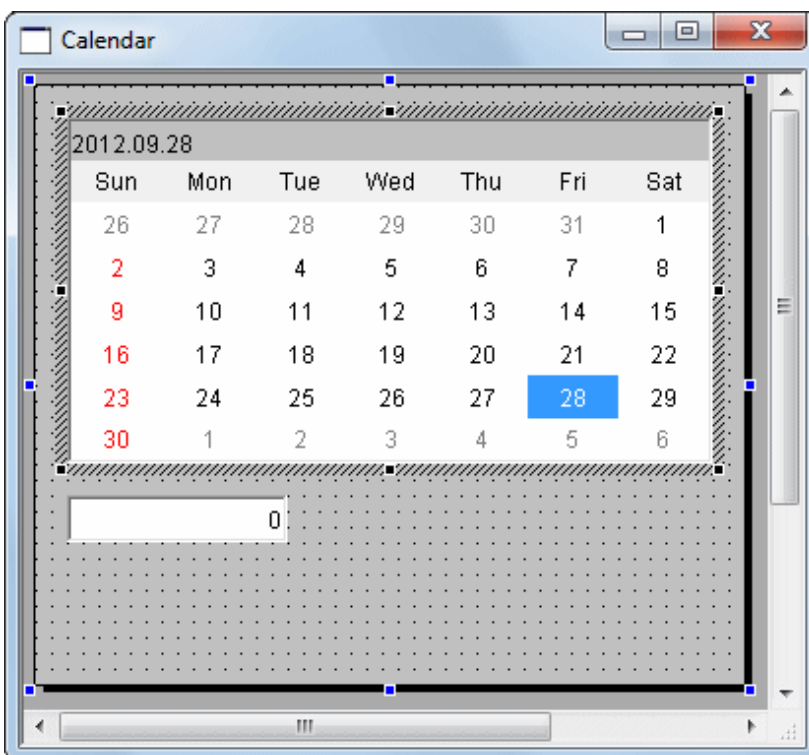 Calendar
2012.09.28
Sun Mon Tue Wed Thu Fri Sat
26 27 28 29 30 31 1
2 3 4 5 6 7 8
9 10 11 12 13 14 15
16 17 18 19 20 21 22
23 24 25 26 27 28 29
30 1 2 3 4 5 6
0